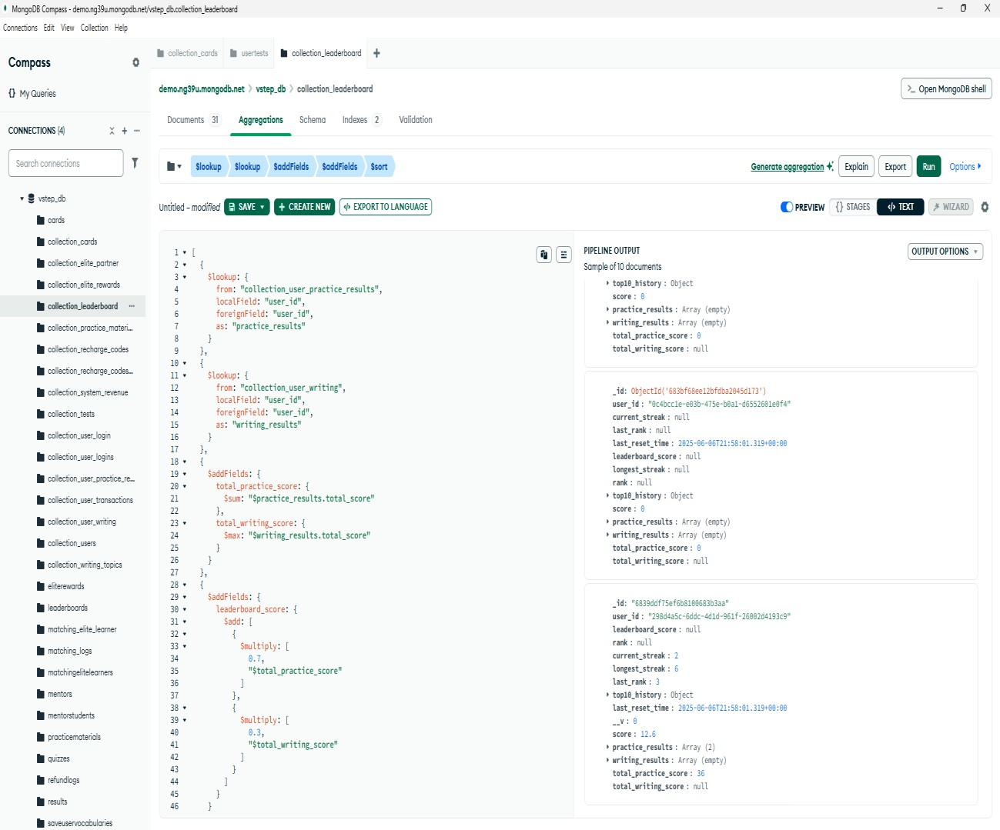 MongoDB Compass - demo.ng39u.mongodb.net/vstep_db.collection_leaderboard
Connections Edit View Collection Help
Compass
{} My Queries
CONNECTIONS (4)
Search connections
vstep_db
cards
collection_cards
collection_elite_partner
collection_elite_rewards
collection_leaderboard
collection_practice_materi...
collection_recharge_codes
collection_recharge_codes...
collection_system_revenue
collection_tests
collection_user_login
collection_user_logins
collection_user_practice_re...
collection_user_transactions
collection_user_writing
collection_users
collection_writing_topics
eliterewards
leaderboards
matching_elite_learner
matching_logs
matchingelitelearners
mentors
mentorstudents
practicematerials
quizzes
refundlogs
results
saveuservocabularies
collection_cards usertests collection_leaderboard
demo.ng39u.mongodb.net > vstep_db > collection_leaderboard
>_ Open MongoDB shell
Documents 31 Aggregations Schema Indexes 2 Validation
$lookup $lookup $addFields $addFields $sort
Generate aggregation Explain Export Run Options
Untitled – modified SAVE + CREATE NEW </> EXPORT TO LANGUAGE
PREVIEW {} STAGES </> TEXT WIZARD
1 [
2 {
3 $lookup: {
4 from: "collection_user_practice_results",
5 localField: "user_id",
6 foreignField: "user_id",
7 as: "practice_results"
8 }
9 },
10 {
11 $lookup: {
12 from: "collection_user_writing",
13 localField: "user_id",
14 foreignField: "user_id",
15 as: "writing_results"
16 }
17 },
18 {
19 $addFields: {
20 total_practice_score: {
21 $sum: "$practice_results.total_score"
22 },
23 total_writing_score: {
24 $max: "$writing_results.total_score"
25 }
26 }
27 },
28 {
29 $addFields: {
30 leaderboard_score: {
31 $add: [
32 {
33 $multiply: [
34 0.7,
35 "$total_practice_score"
36 ]
37 },
38 {
39 $multiply: [
40 0.3,
41 "$total_writing_score"
42 ]
43 }
44 ]
45 }
46 }
PIPELINE OUTPUT
OUTPUT OPTIONS
Sample of 10 documents
top10_history : Object
score : 0
practice_results : Array (empty)
writing_results : Array (empty)
total_practice_score : 0
total_writing_score : null
_id: ObjectId('683bf68ee12bfdba2045d173')
user_id : "0c4bcc1e-e03b-475e-b0a1-d6552601e0f4"
current_streak : null
last_rank : null
last_reset_time : 2025-06-06T21:58:01.319+00:00
leaderboard_score : null
longest_streak : null
rank : null
top10_history : Object
score : 0
practice_results : Array (empty)
writing_results : Array (empty)
total_practice_score : 0
total_writing_score : null
_id: "6839ddf75ef6b8100683b3aa"
user_id : "298d4a5c-6ddc-4d1d-961f-26002d4193c9"
leaderboard_score : null
rank : null
current_streak : 2
longest_streak : 6
last_rank : 3
top10_history : Object
last_reset_time : 2025-06-06T21:58:01.319+00:00
__v : 0
score : 12.6
practice_results : Array (2)
writing_results : Array (empty)
total_practice_score : 36
total_writing_score : null